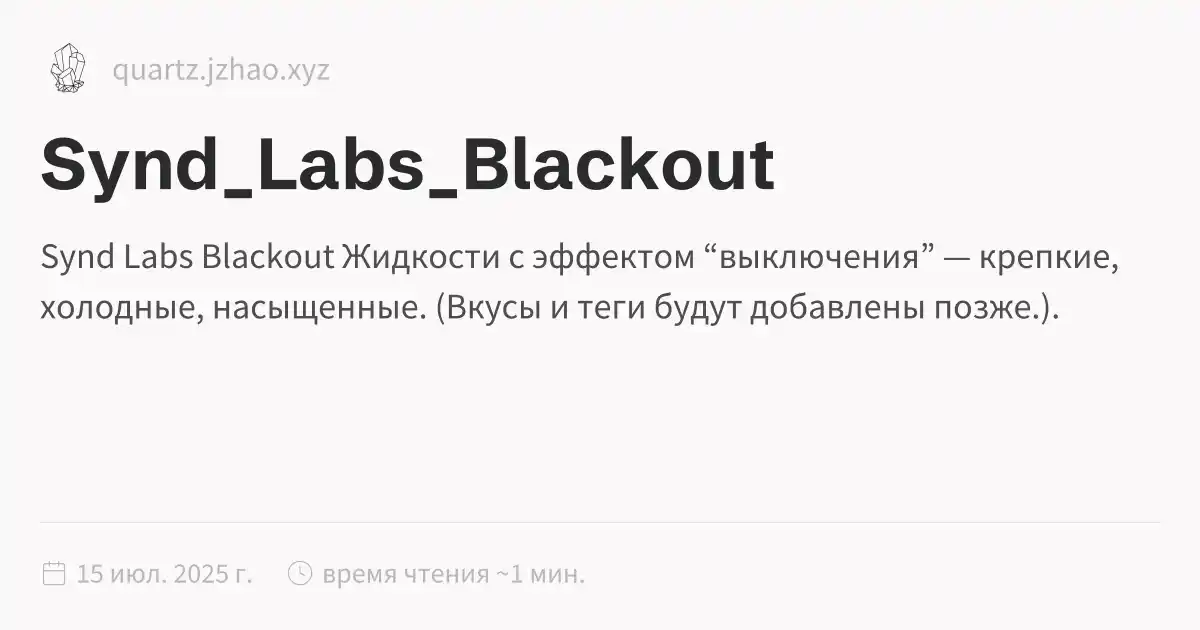 quartz.jzhao.xyz
Synd_Labs_Blackout
Synd Labs Blackout Жидкости с эффектом “выключения” — крепкие,
холодные, насыщенные. (Вкусы и теги будут добавлены позже.).
15 июл. 2025 г.
время чтения ~1 мин.